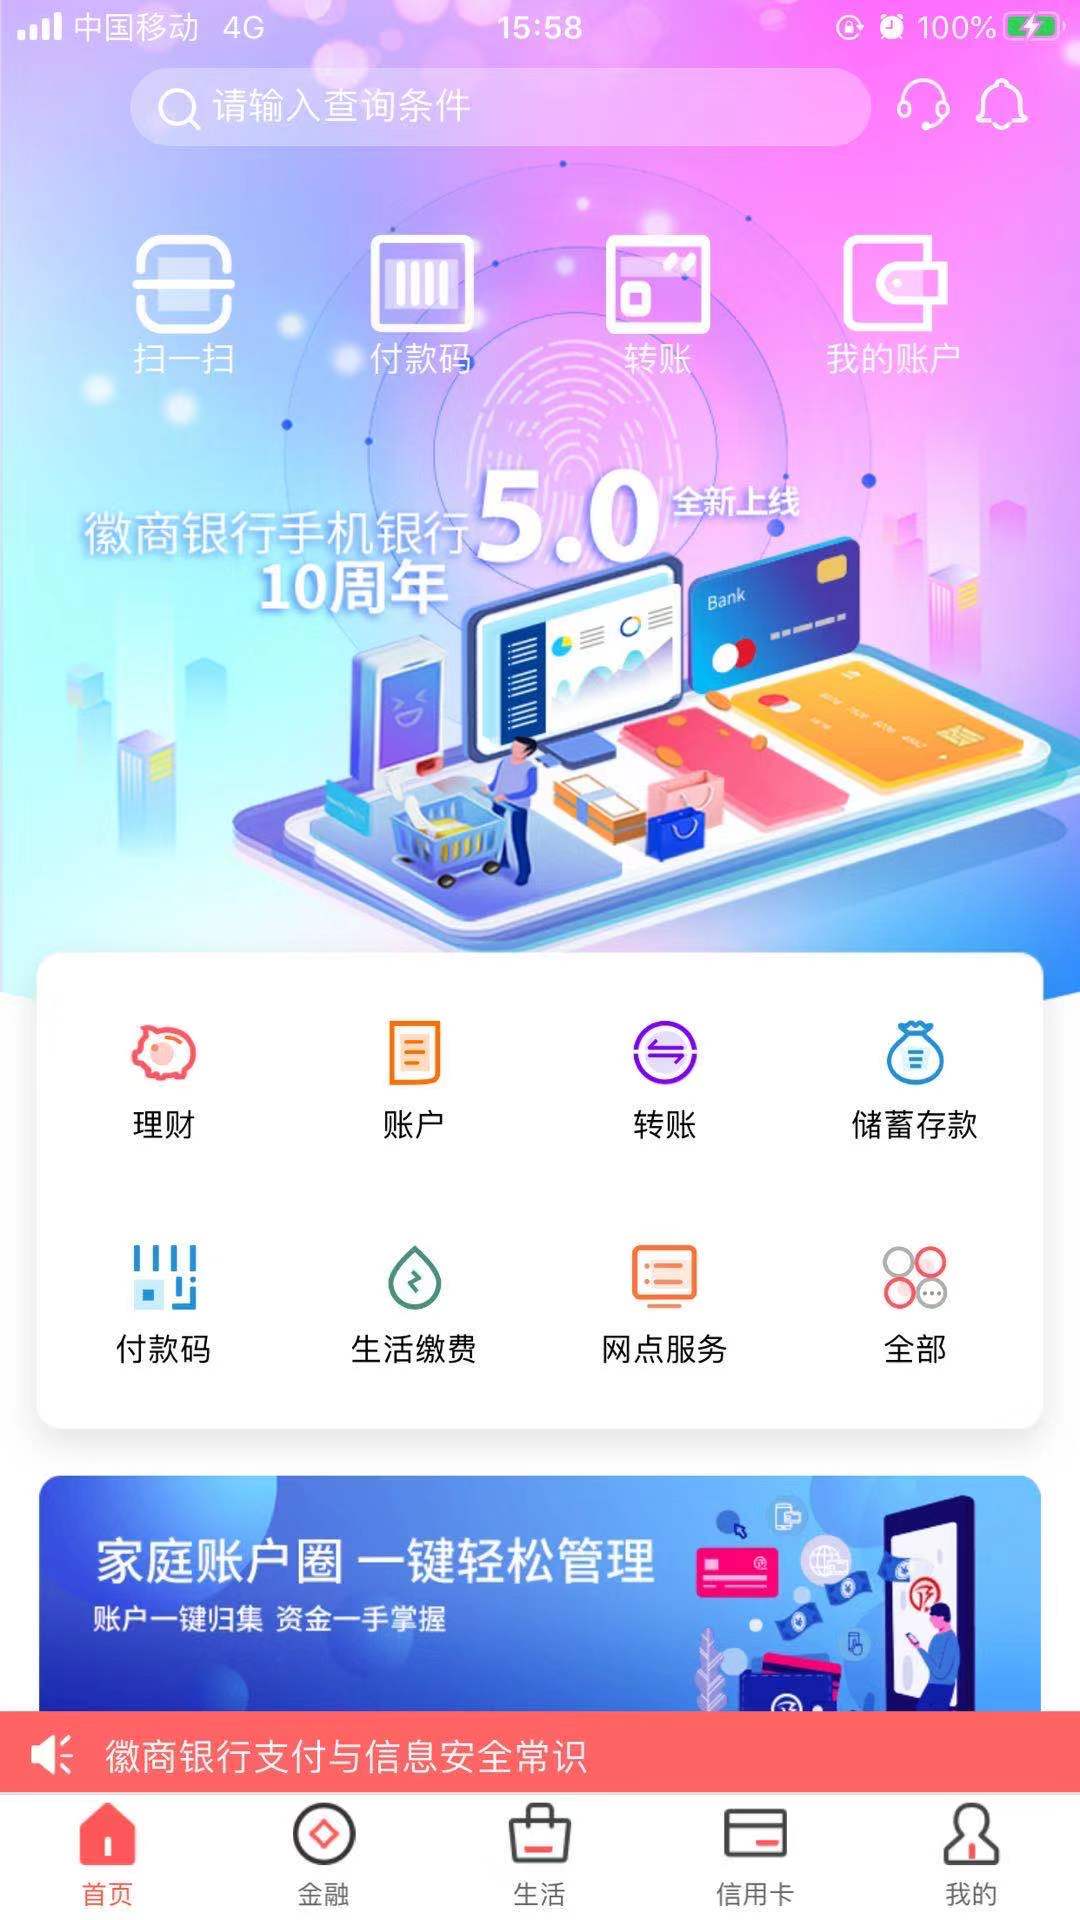 中国移动 4G 15:58 100%
请输入查询条件
扫一扫 付款码 转账 我的账户
徽商银行手机银行5.0 全新上线
10周年
Bank
理财 账户 转账 储蓄存款
付款码 生活缴费 网点服务 全部
家庭账户圈 一键轻松管理
账户一键归集 资金一手掌握
徽商银行支付与信息安全常识
首页 金融 生活 信用卡 我的